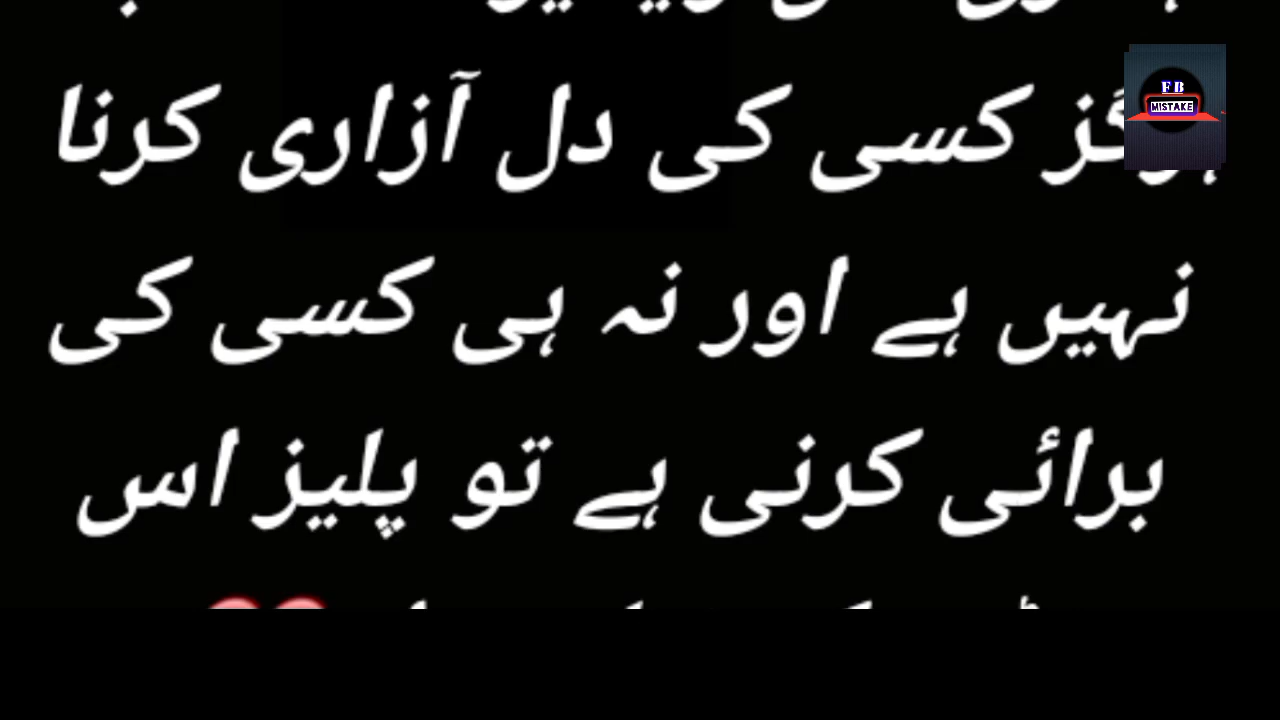 کسی کی دل آزاری کرنا
نہیں ہے اور نہ ہی کسی کی
برائی کرنی ہے تو پلیز اس
FB
MISTAKE